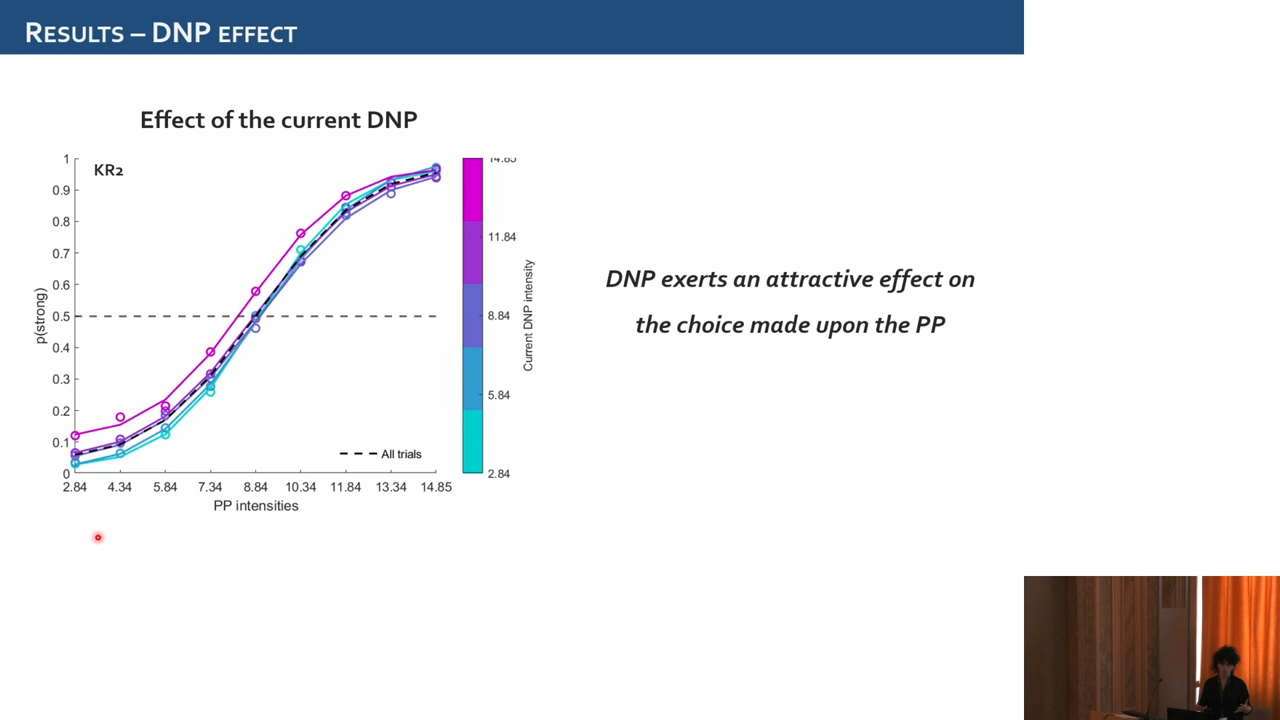 RESULTS – DNP EFFECT
Effect of the current DNP
KR2
1
0.9
0.8
0.7
0.6
0.5
0.4
0.3
0.2
0.1
0
p(strong)
2.84 4.34 5.84 7.34 8.84 10.34 11.84 13.34 14.85
PP intensities
All trials
14.85
11.84
8.84
5.84
2.84
Current DNP intensity
DNP exerts an attractive effect on
the choice made upon the PP